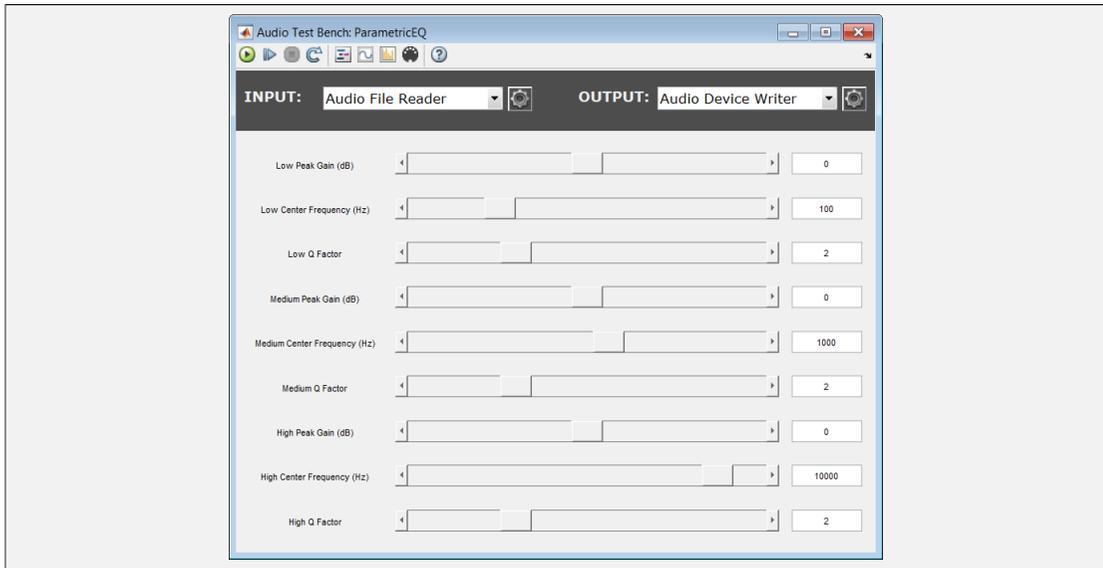 Audio Test Bench: ParametricEQ
INPUT: Audio File Reader OUTPUT: Audio Device Writer
Low Peak Gain (dB) 0
Low Center Frequency (Hz) 100
Low Q Factor 2
Medium Peak Gain (dB) 0
Medium Center Frequency (Hz) 1000
Medium Q Factor 2
High Peak Gain (dB) 0
High Center Frequency (Hz) 10000
High Q Factor 2